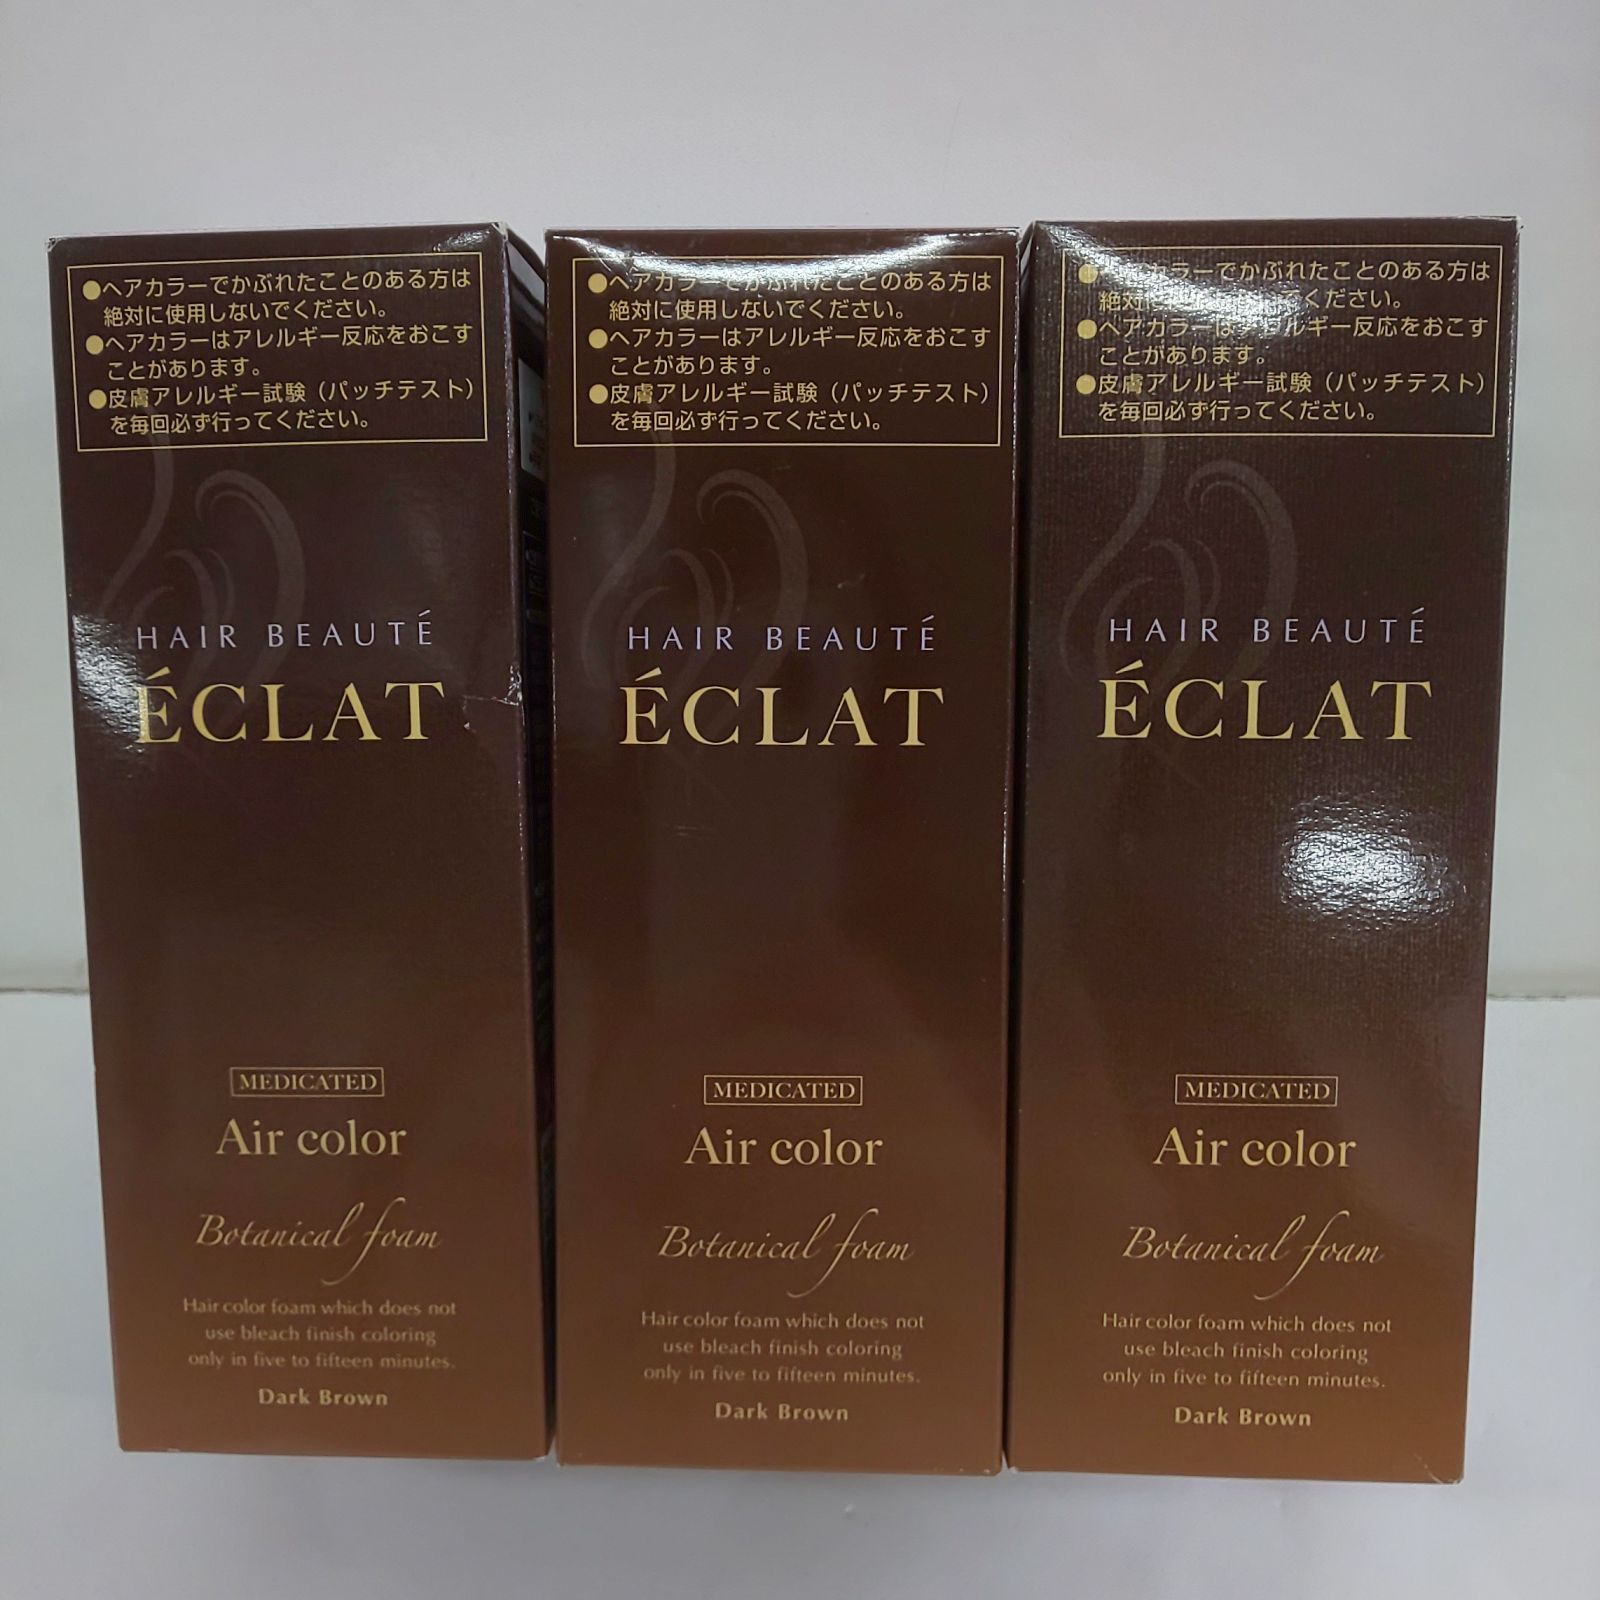 ●ヘアカラーでかぶれたことのある方は
絶対に使用しないでください。
●ヘアカラーはアレルギー反応をおこす
ことがあります。
●皮膚アレルギー試験（パッチテスト）
を毎回必ず行ってください。
HAIR BEAUTÉ
ÉCLAT
MEDICATED
Air color
Botanical foam
Hair color foam which does not
use bleach finish coloring
only in five to fifteen minutes.
Dark Brown
●ヘアカラーでかぶれたことのある方は
絶対に使用しないでください。
●ヘアカラーはアレルギー反応をおこす
ことがあります。
●皮膚アレルギー試験（パッチテスト）
を毎回必ず行ってください。
HAIR BEAUTÉ
ÉCLAT
MEDICATED
Air color
Botanical foam
Hair color foam which does not
use bleach finish coloring
only in five to fifteen minutes.
Dark Brown
●ヘアカラーでかぶれたことのある方は
絶対に使用しないでください。
●ヘアカラーはアレルギー反応をおこす
ことがあります。
●皮膚アレルギー試験（パッチテスト）
を毎回必ず行ってください。
HAIR BEAUTÉ
ÉCLAT
MEDICATED
Air color
Botanical foam
Hair color foam which does not
use bleach finish coloring
only in five to fifteen minutes.
Dark Brown